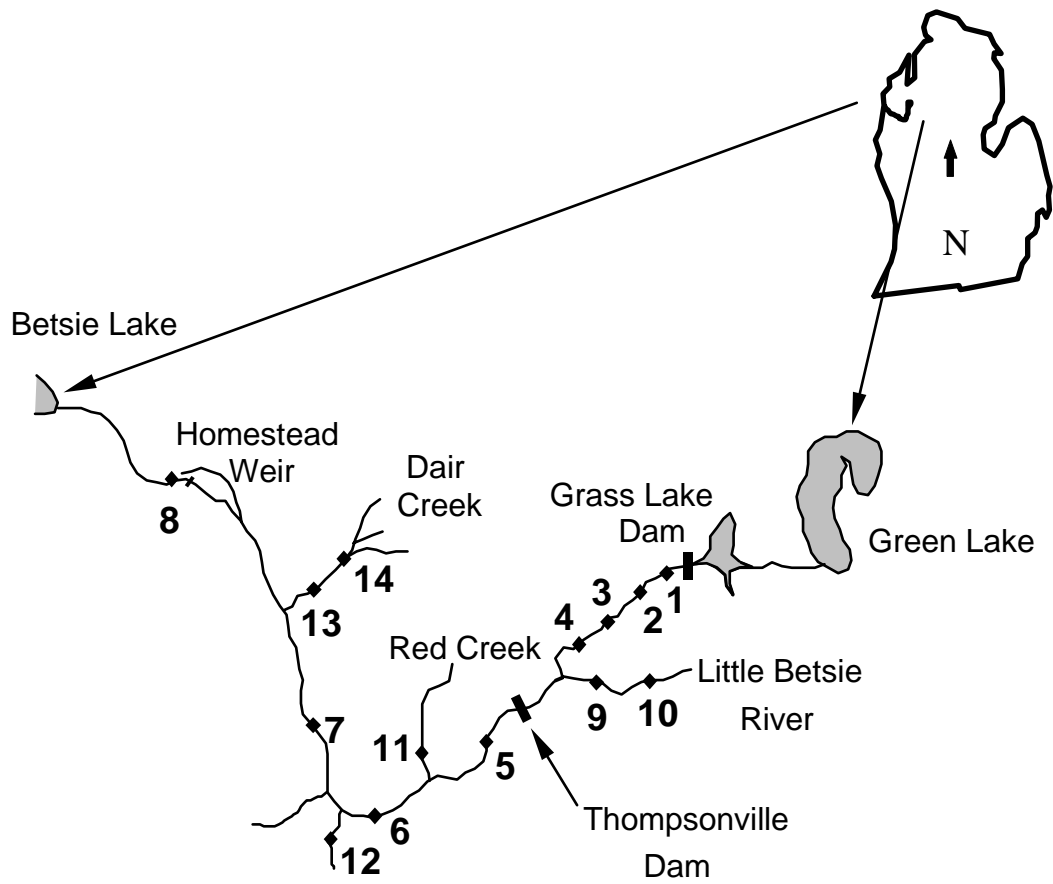 N
Betsie Lake
Homestead
Weir
8
Dair
Creek
Grass Lake
Dam
Green Lake
14
13
1
2
3
4
Red Creek
Little Betsie
River
9
10
7
11
5
Thompsonville
Dam
6
12